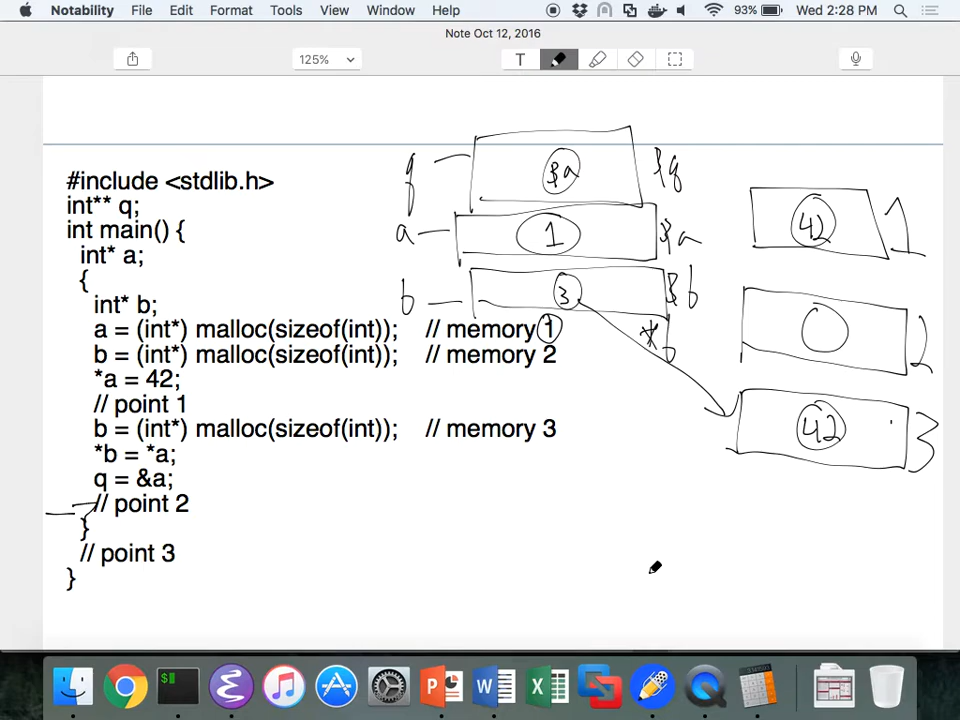 Notability File Edit Format Tools View Window Help 93% Wed 2:28 PM
Note Oct 12, 2016
125% T
#include <stdlib.h>
int** q;
int main() {
int* a;
{
int* b;
a = (int*) malloc(sizeof(int)); // memory 1
b = (int*) malloc(sizeof(int)); // memory 2
*a = 42;
// point 1
b = (int*) malloc(sizeof(int)); // memory 3
*b = *a;
q = &a;
// point 2
}
// point 3
}
q &a &q
a 1 &a
b 3 &b
*b
42 1
2
42 3
$
P W X